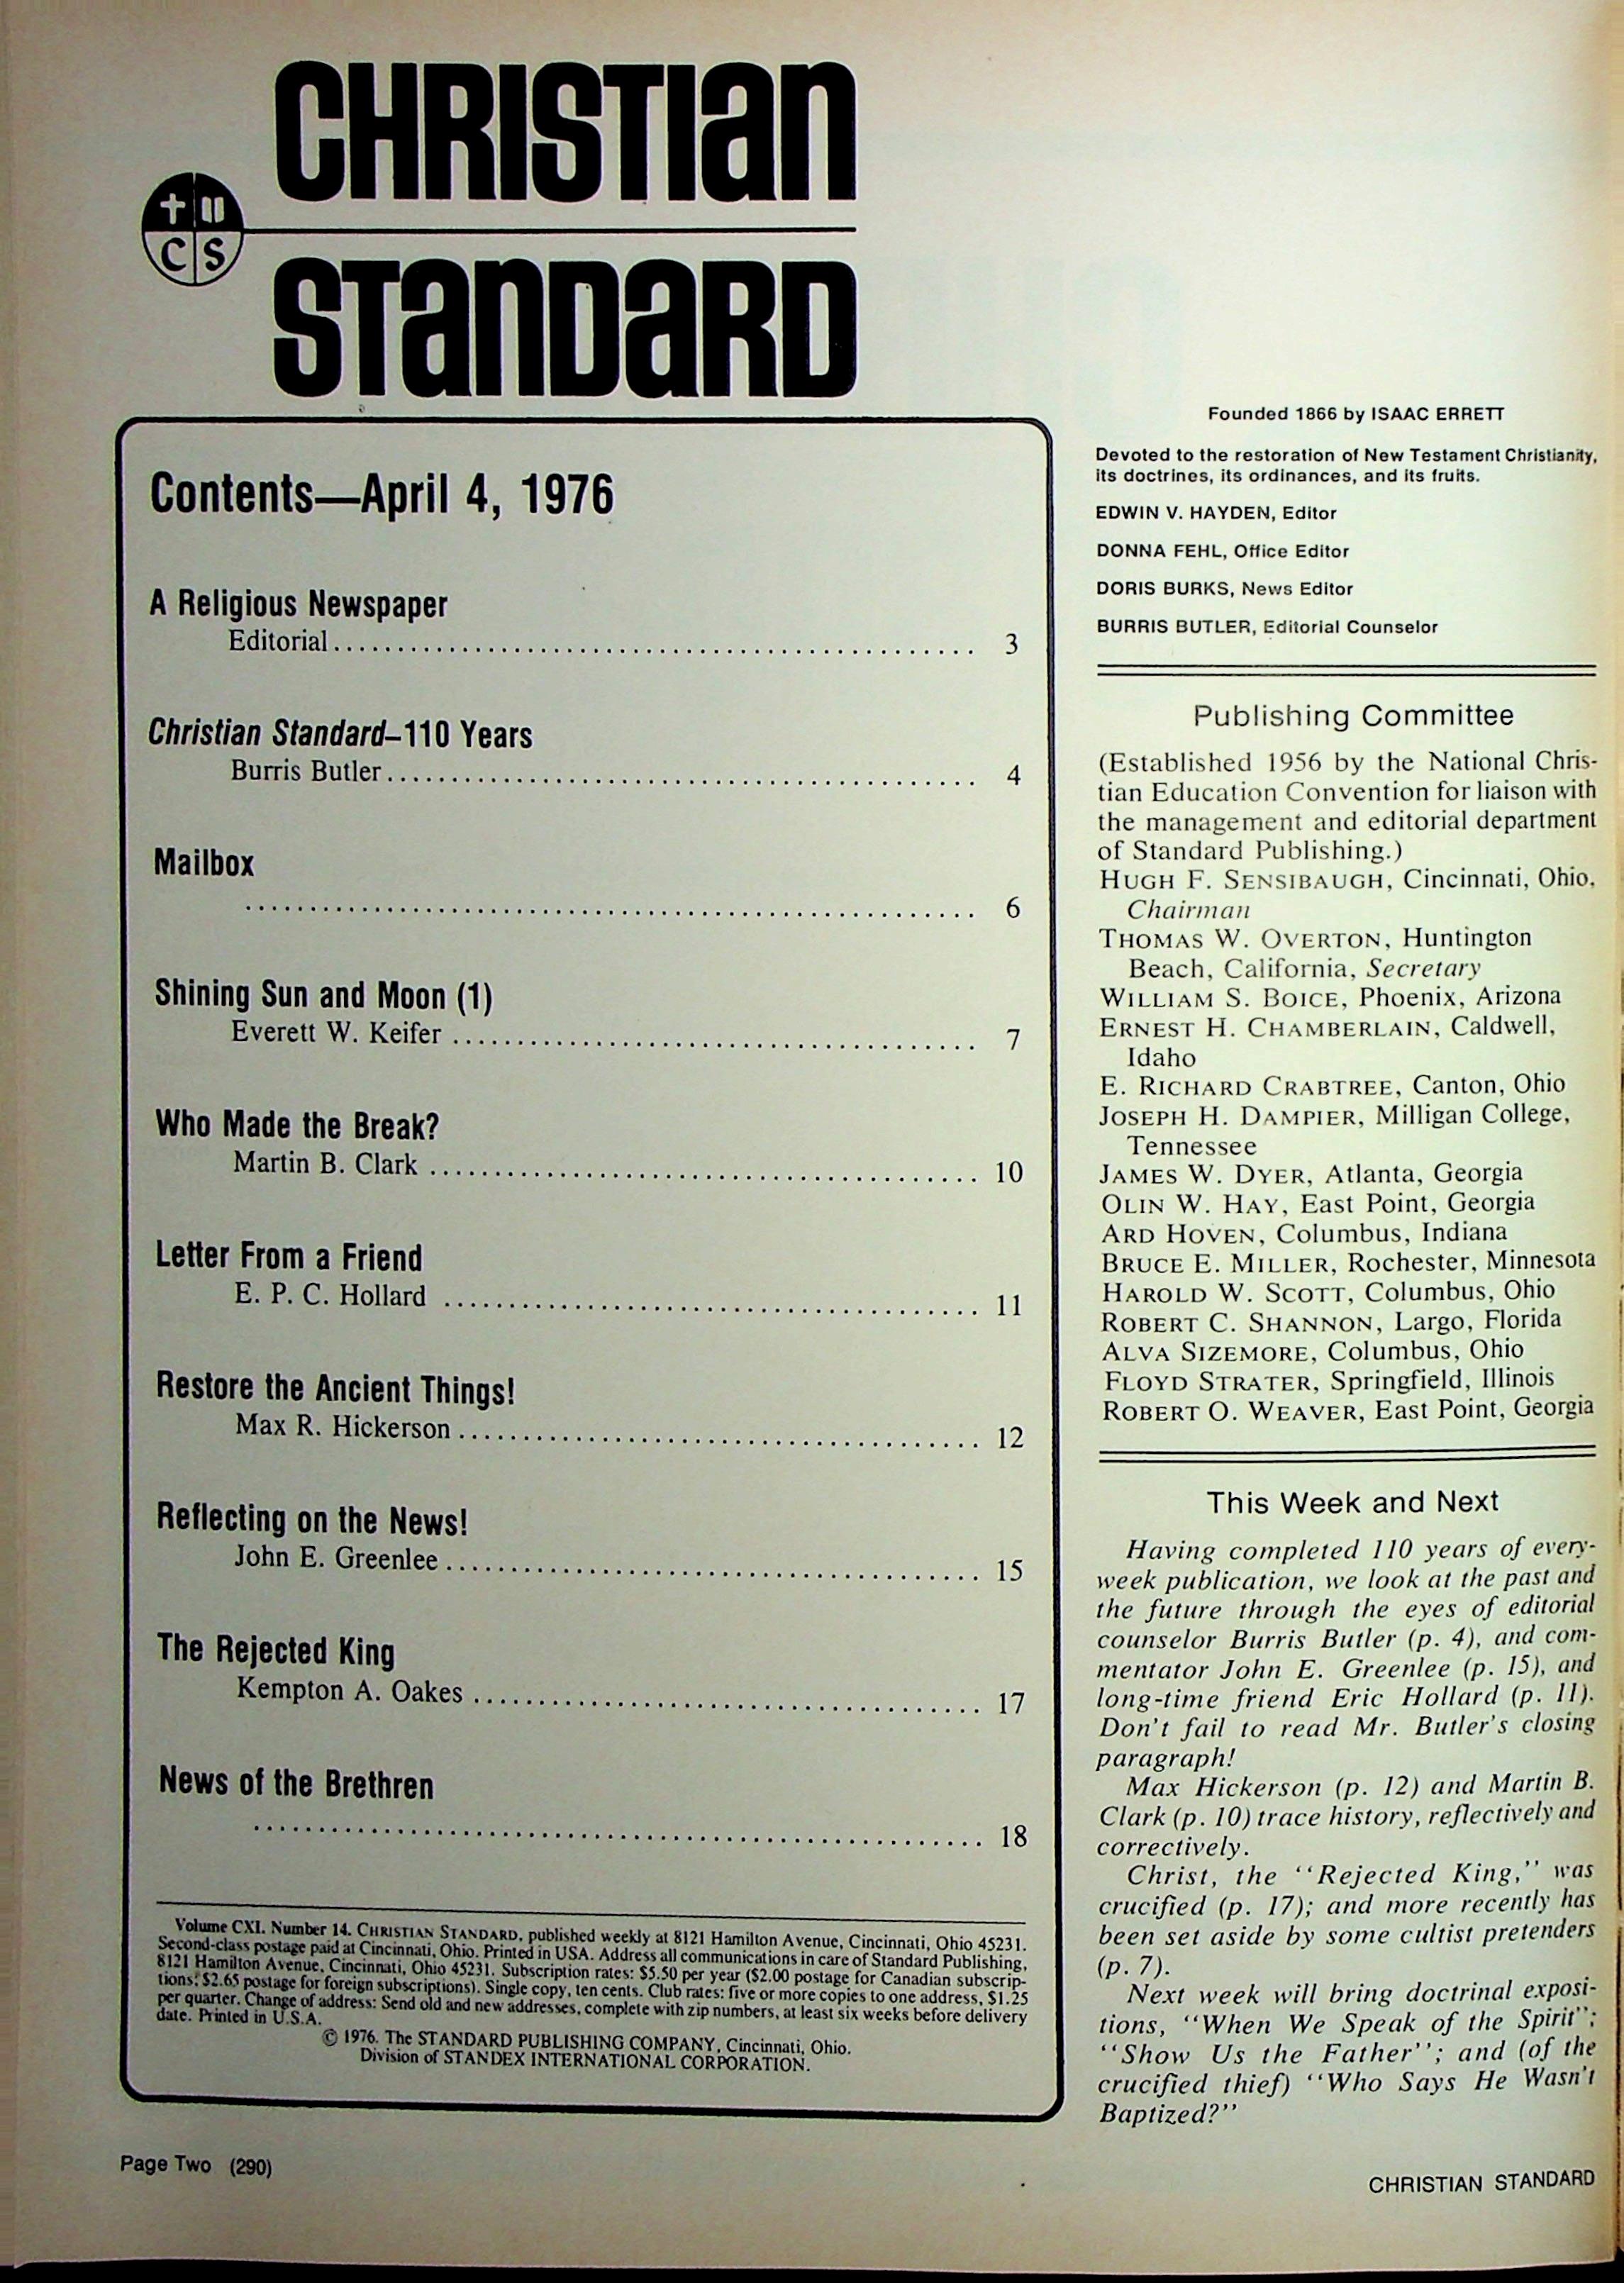 CHRISTIAN
C S
STANDARD
Contents—April 4, 1976
A Religious Newspaper
Editorial................................................. 3
Christian Standard–110 Years
Burris Butler............................................. 4
Mailbox
........................................................ 6
Shining Sun and Moon (1)
Everett W. Keifer ........................................ 7
Who Made the Break?
Martin B. Clark .......................................... 10
Letter From a Friend
E. P. C. Hollard ......................................... 11
Restore the Ancient Things!
Max R. Hickerson ........................................ 12
Reflecting on the News!
John E. Greenlee ......................................... 15
The Rejected King
Kempton A. Oakes ....................................... 17
News of the Brethren
........................................................ 18
Volume CXI. Number 14. CHRISTIAN STANDARD, published weekly at 8121 Hamilton Avenue, Cincinnati, Ohio 45231.
Second-class postage paid at Cincinnati, Ohio. Printed in USA. Address all communications in care of Standard Publishing,
8121 Hamilton Avenue, Cincinnati, Ohio 45231. Subscription rates: $5.50 per year ($2.00 postage for Canadian subscrip-
tions; $2.65 postage for foreign subscriptions). Single copy, ten cents. Club rates: five or more copies to one address, $1.25
per quarter. Change of address: Send old and new addresses, complete with zip numbers, at least six weeks before delivery
date. Printed in U.S.A.
© 1976. The STANDARD PUBLISHING COMPANY, Cincinnati, Ohio.
Division of STANDEX INTERNATIONAL CORPORATION.
Founded 1866 by ISAAC ERRETT
Devoted to the restoration of New Testament Christianity,
its doctrines, its ordinances, and its fruits.
EDWIN V. HAYDEN, Editor
DONNA FEHL, Office Editor
DORIS BURKS, News Editor
BURRIS BUTLER, Editorial Counselor
Publishing Committee
(Established 1956 by the National Chris-
tian Education Convention for liaison with
the management and editorial department
of Standard Publishing.)
HUGH F. SENSIBAUGH, Cincinnati, Ohio,
Chairman
THOMAS W. OVERTON, Huntington
Beach, California, Secretary
WILLIAM S. BOICE, Phoenix, Arizona
ERNEST H. CHAMBERLAIN, Caldwell,
Idaho
E. RICHARD CRABTREE, Canton, Ohio
JOSEPH H. DAMPIER, Milligan College,
Tennessee
JAMES W. DYER, Atlanta, Georgia
OLIN W. HAY, East Point, Georgia
ARD HOVEN, Columbus, Indiana
BRUCE E. MILLER, Rochester, Minnesota
HAROLD W. SCOTT, Columbus, Ohio
ROBERT C. SHANNON, Largo, Florida
ALVA SIZEMORE, Columbus, Ohio
FLOYD STRATER, Springfield, Illinois
ROBERT O. WEAVER, East Point, Georgia
This Week and Next
Having completed 110 years of every-
week publication, we look at the past and
the future through the eyes of editorial
counselor Burris Butler (p. 4), and com-
mentator John E. Greenlee (p. 15), and
long-time friend Eric Hollard (p. 11).
Don't fail to read Mr. Butler's closing
paragraph!
Max Hickerson (p. 12) and Martin B.
Clark (p. 10) trace history, reflectively and
correctively.
Christ, the ‘‘Rejected King,’’ was
crucified (p. 17); and more recently has
been set aside by some cultist pretenders
(p. 7).
Next week will bring doctrinal exposi-
tions, ‘‘When We Speak of the Spirit’’;
‘‘Show Us the Father’’; and (of the
crucified thief) ‘‘Who Says He Wasn't
Baptized?’’
Page Two (290)
CHRISTIAN STANDARD